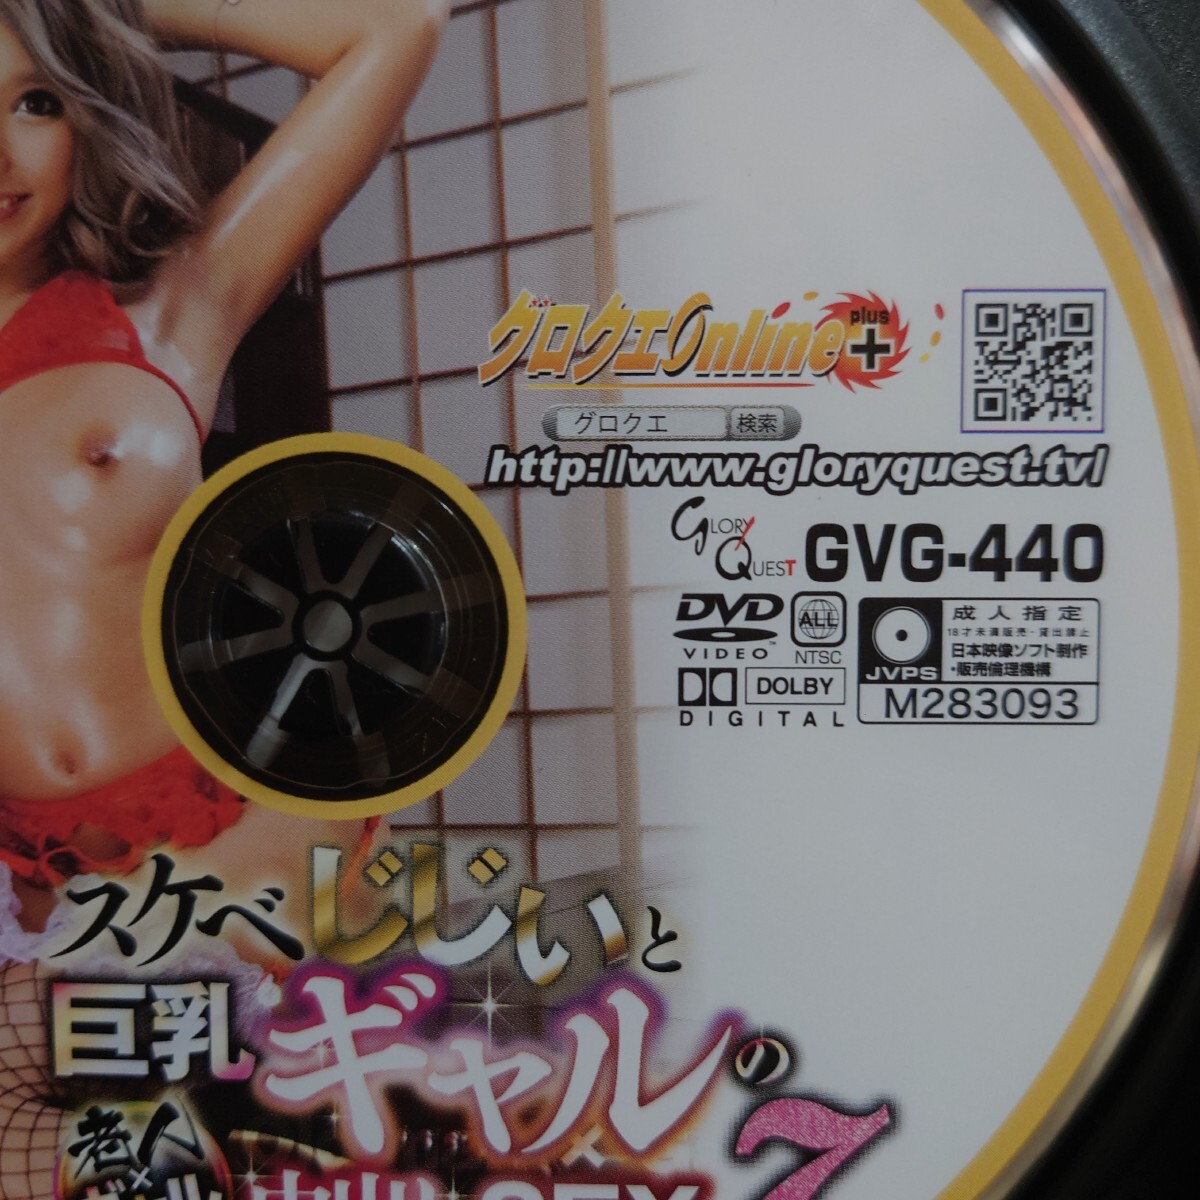 グロクエOnline plus+
グロクエ 検索
http://www.gloryquest.tv/
GLORY QUEST GVG-440
DVD VIDEO
ALL
NTSC
DOLBY
DIGITAL
成人指定
18才未満販売・貸出禁止
日本映像ソフト制作
・販売倫理機構
JVPS
M283093
スケベじじいと
巨乳ギャルの
老人
×
7